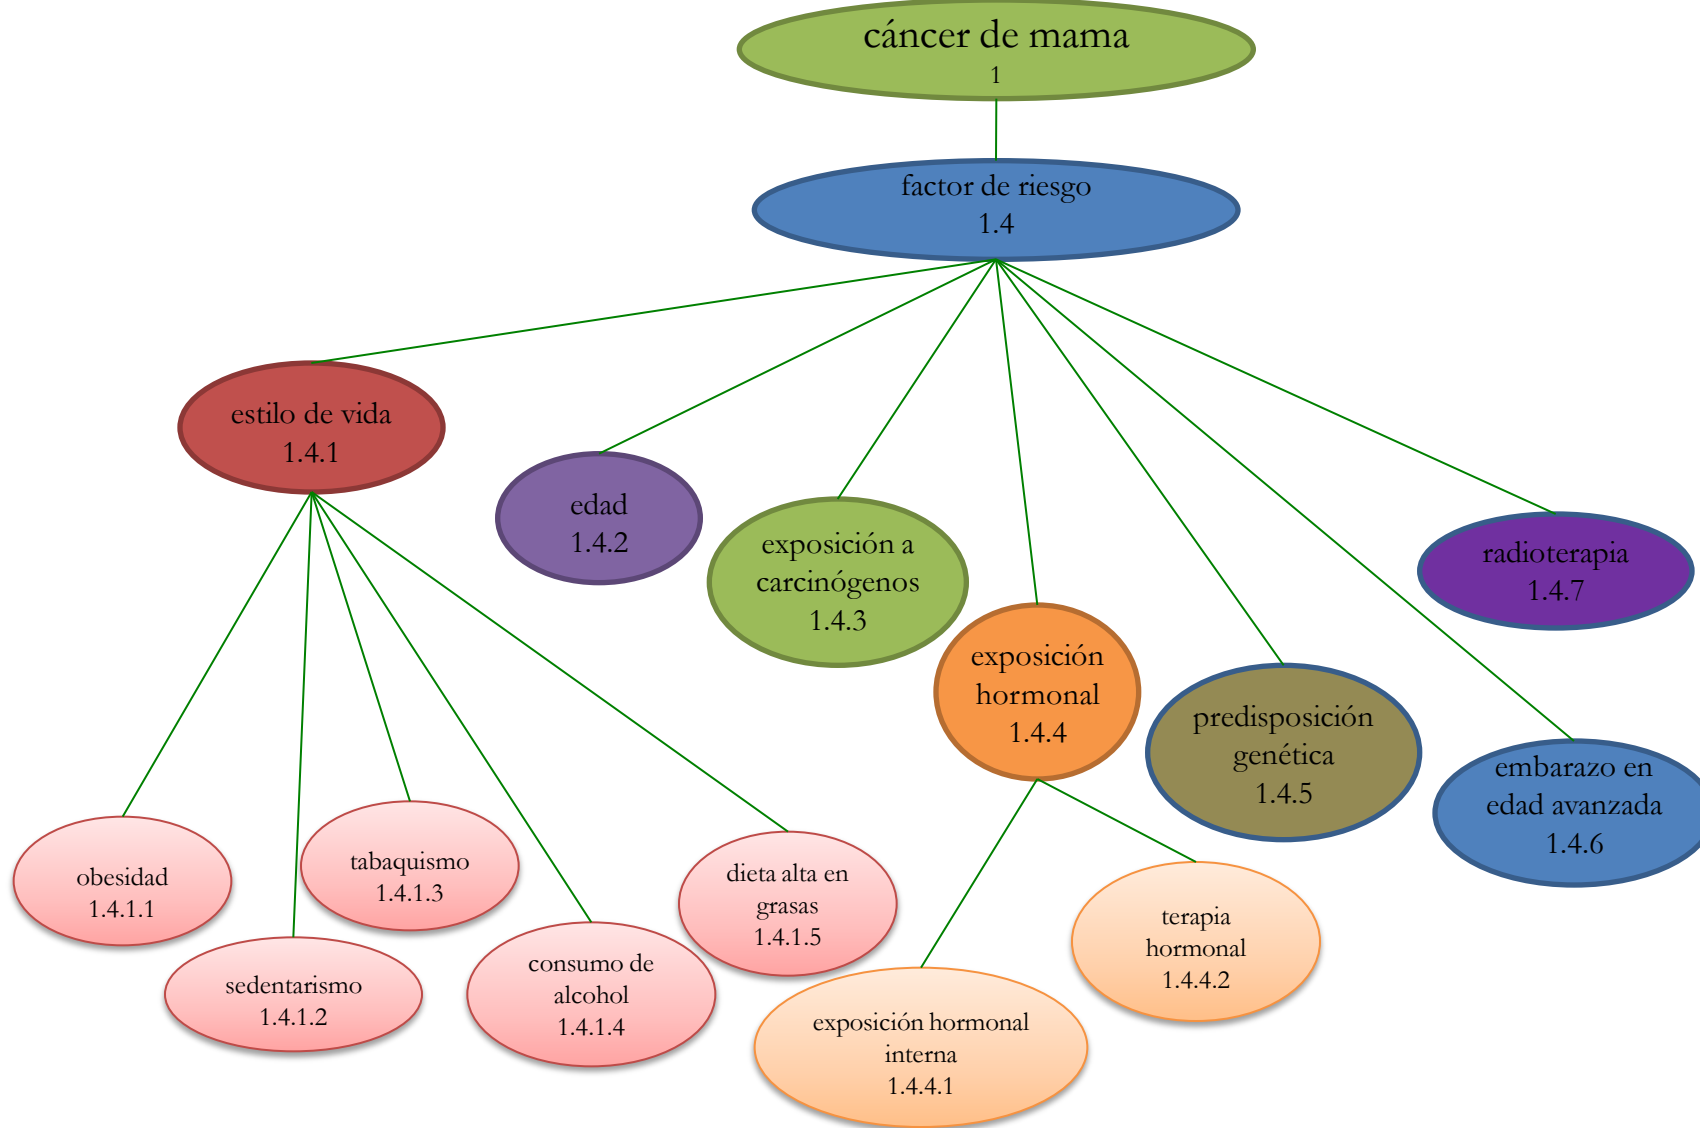 cáncer de mama
1
factor de riesgo
1.4
estilo de vida
1.4.1
edad
1.4.2
exposición a
carcinógenos
1.4.3
exposición
hormonal
1.4.4
predisposición
genética
1.4.5
embarazo en
edad avanzada
1.4.6
radioterapia
1.4.7
obesidad
1.4.1.1
sedentarismo
1.4.1.2
tabaquismo
1.4.1.3
consumo de
alcohol
1.4.1.4
dieta alta en
grasas
1.4.1.5
exposición hormonal
interna
1.4.4.1
terapia
hormonal
1.4.4.2